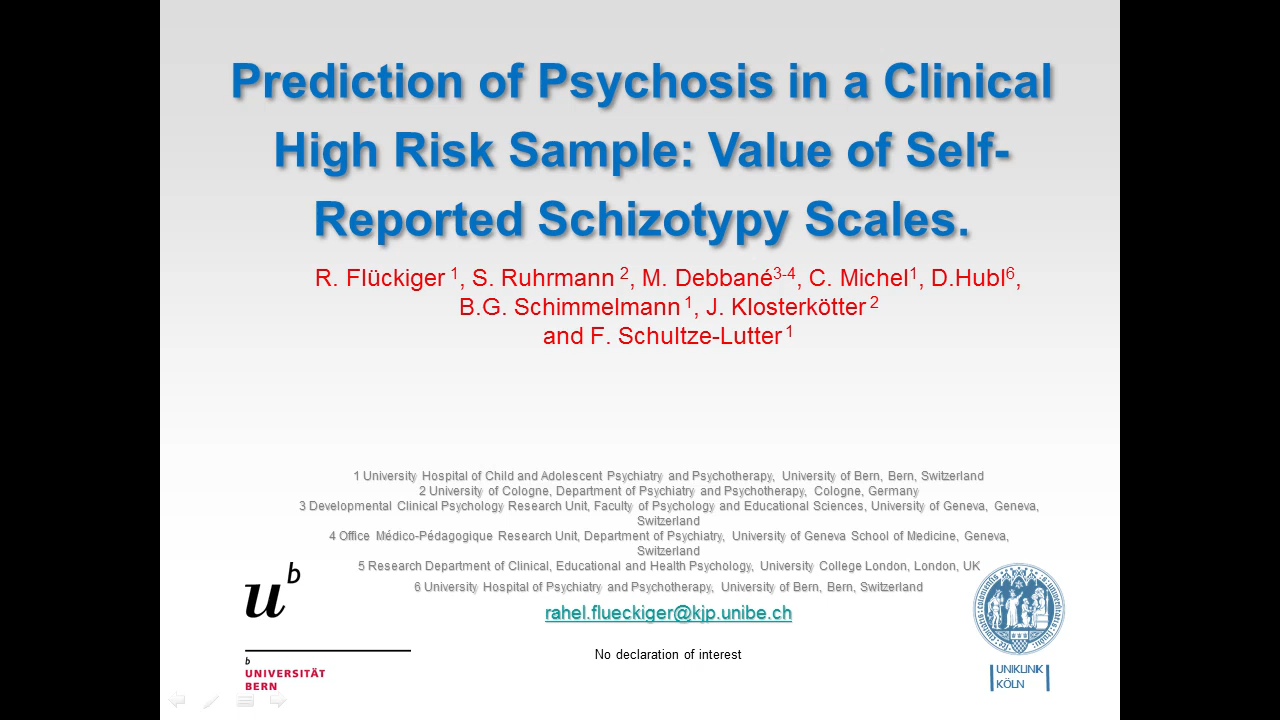 Prediction of Psychosis in a Clinical
High Risk Sample: Value of Self-
Reported Schizotypy Scales.
R. Flückiger 1, S. Ruhrmann 2, M. Debbané3-4, C. Michel1, D.Hubl6,
B.G. Schimmelmann 1, J. Klosterkötter 2
and F. Schultze-Lutter 1
1 University Hospital of Child and Adolescent Psychiatry and Psychotherapy, University of Bern, Bern, Switzerland
2 University of Cologne, Department of Psychiatry and Psychotherapy, Cologne, Germany
3 Developmental Clinical Psychology Research Unit, Faculty of Psychology and Educational Sciences, University of Geneva, Geneva,
Switzerland
4 Office Médico-Pédagogique Research Unit, Department of Psychiatry, University of Geneva School of Medicine, Geneva,
Switzerland
5 Research Department of Clinical, Educational and Health Psychology, University College London, London, UK
6 University Hospital of Psychiatry and Psychotherapy, University of Bern, Bern, Switzerland
rahel.flueckiger@kjp.unibe.ch
No declaration of interest
u b
b
UNIVERSITÄT
BERN
UNIKLINIK
KÖLN